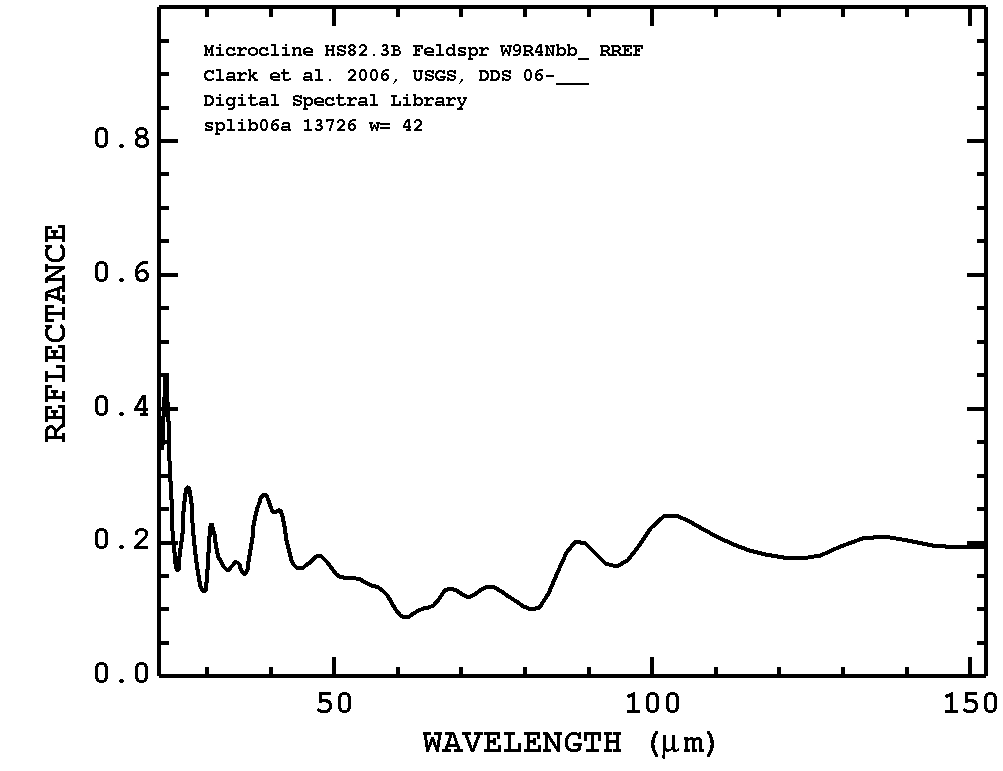 Microcline HS82.3B Feldspr W9R4Nbb_ RREF
Clark et al. 2006, USGS, DDS 06-___
Digital Spectral Library
splib06a 13726 w= 42
REFLECTANCE
0.8
0.6
0.4
0.2
0.0
50 100 150
WAVELENGTH (μm)